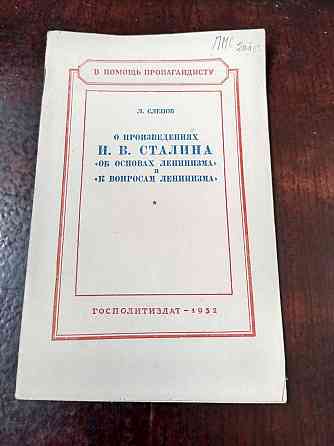 В ПОМОЩЬ ПРОПАГАНДИСТУ
Л. СЛЕПОВ
О ПРОИЗВЕДЕНИЯХ
И. В. СТАЛИНА
«ОБ ОСНОВАХ ЛЕНИНИЗМА»
И
«К ВОПРОСАМ ЛЕНИНИЗМА»
ГОСПОЛИТИЗДАТ — 1952